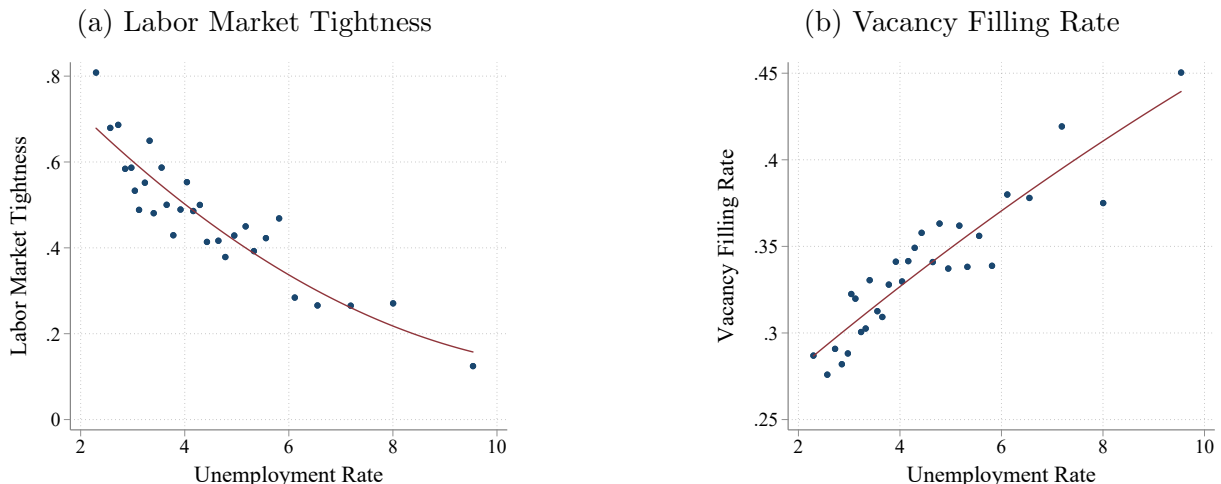 (a) Labor Market Tightness
Labor Market Tightness
.8
.6
.4
.2
0
2 4 6 8 10
Unemployment Rate
(b) Vacancy Filling Rate
Vacancy Filling Rate
.45
.4
.35
.3
.25
2 4 6 8 10
Unemployment Rate